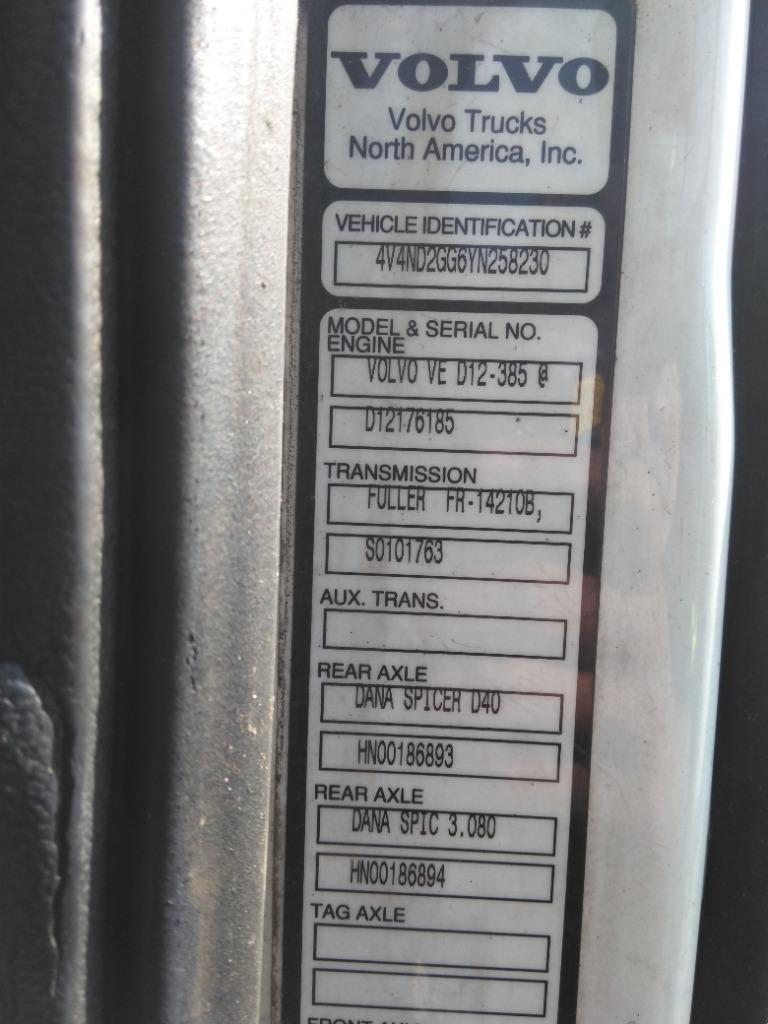 VOLVO
Volvo Trucks
North America, Inc.
VEHICLE IDENTIFICATION #
4V4ND2GG6YN258230
MODEL & SERIAL NO.
ENGINE
VOLVO VE D12-385 @
D12176185
TRANSMISSION
FULLER FR-14210B,
S0101763
AUX. TRANS.
REAR AXLE
DANA SPICER D40
HN00186893
REAR AXLE
DANA SPIC 3.080
HN00186894
TAG AXLE